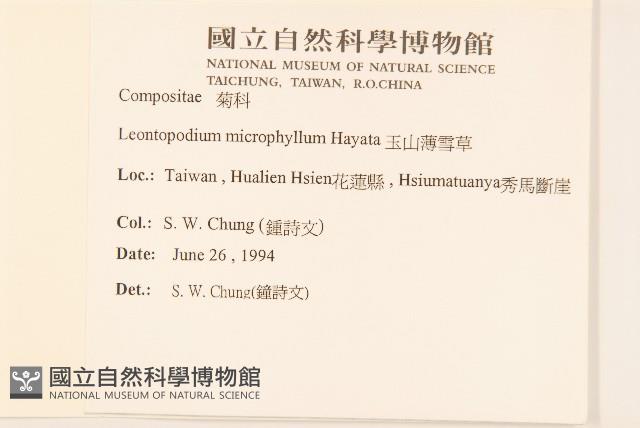 國立自然科學博物館
NATIONAL MUSEUM OF NATURAL SCIENCE
TAICHUNG, TAIWAN, R.O.CHINA
Compositae 菊科
Leontopodium microphyllum Hayata 玉山薄雪草
Loc.: Taiwan , Hualien Hsien花蓮縣 , Hsiumatuanya秀馬斷崖
Col.: S. W. Chung (鍾詩文)
Date: June 26 , 1994
Det.: S. W. Chung(鐘詩文)
國立自然科學博物館
NATIONAL MUSEUM OF NATURAL SCIENCE